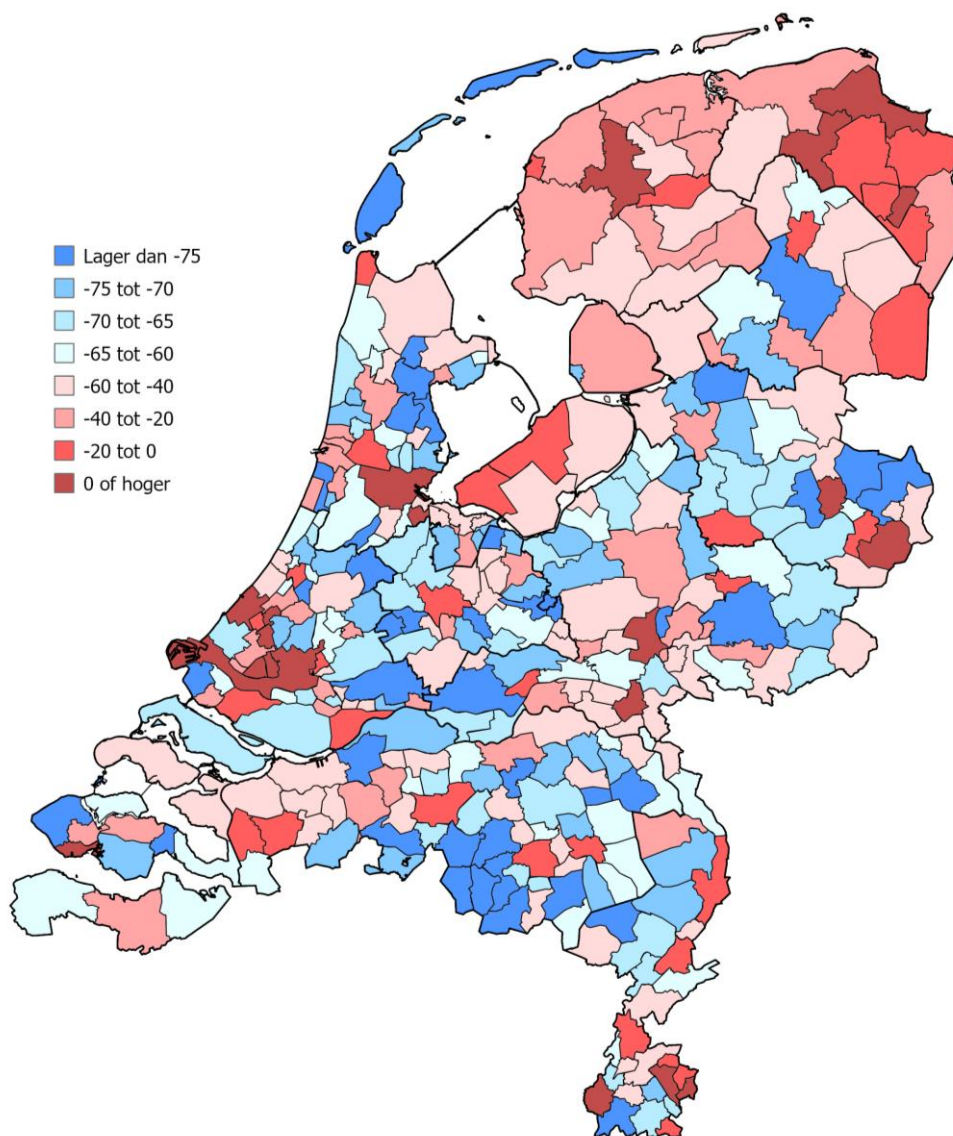 Lager dan -75
-75 tot -70
-70 tot -65
-65 tot -60
-60 tot -40
-40 tot -20
-20 tot 0
0 of hoger